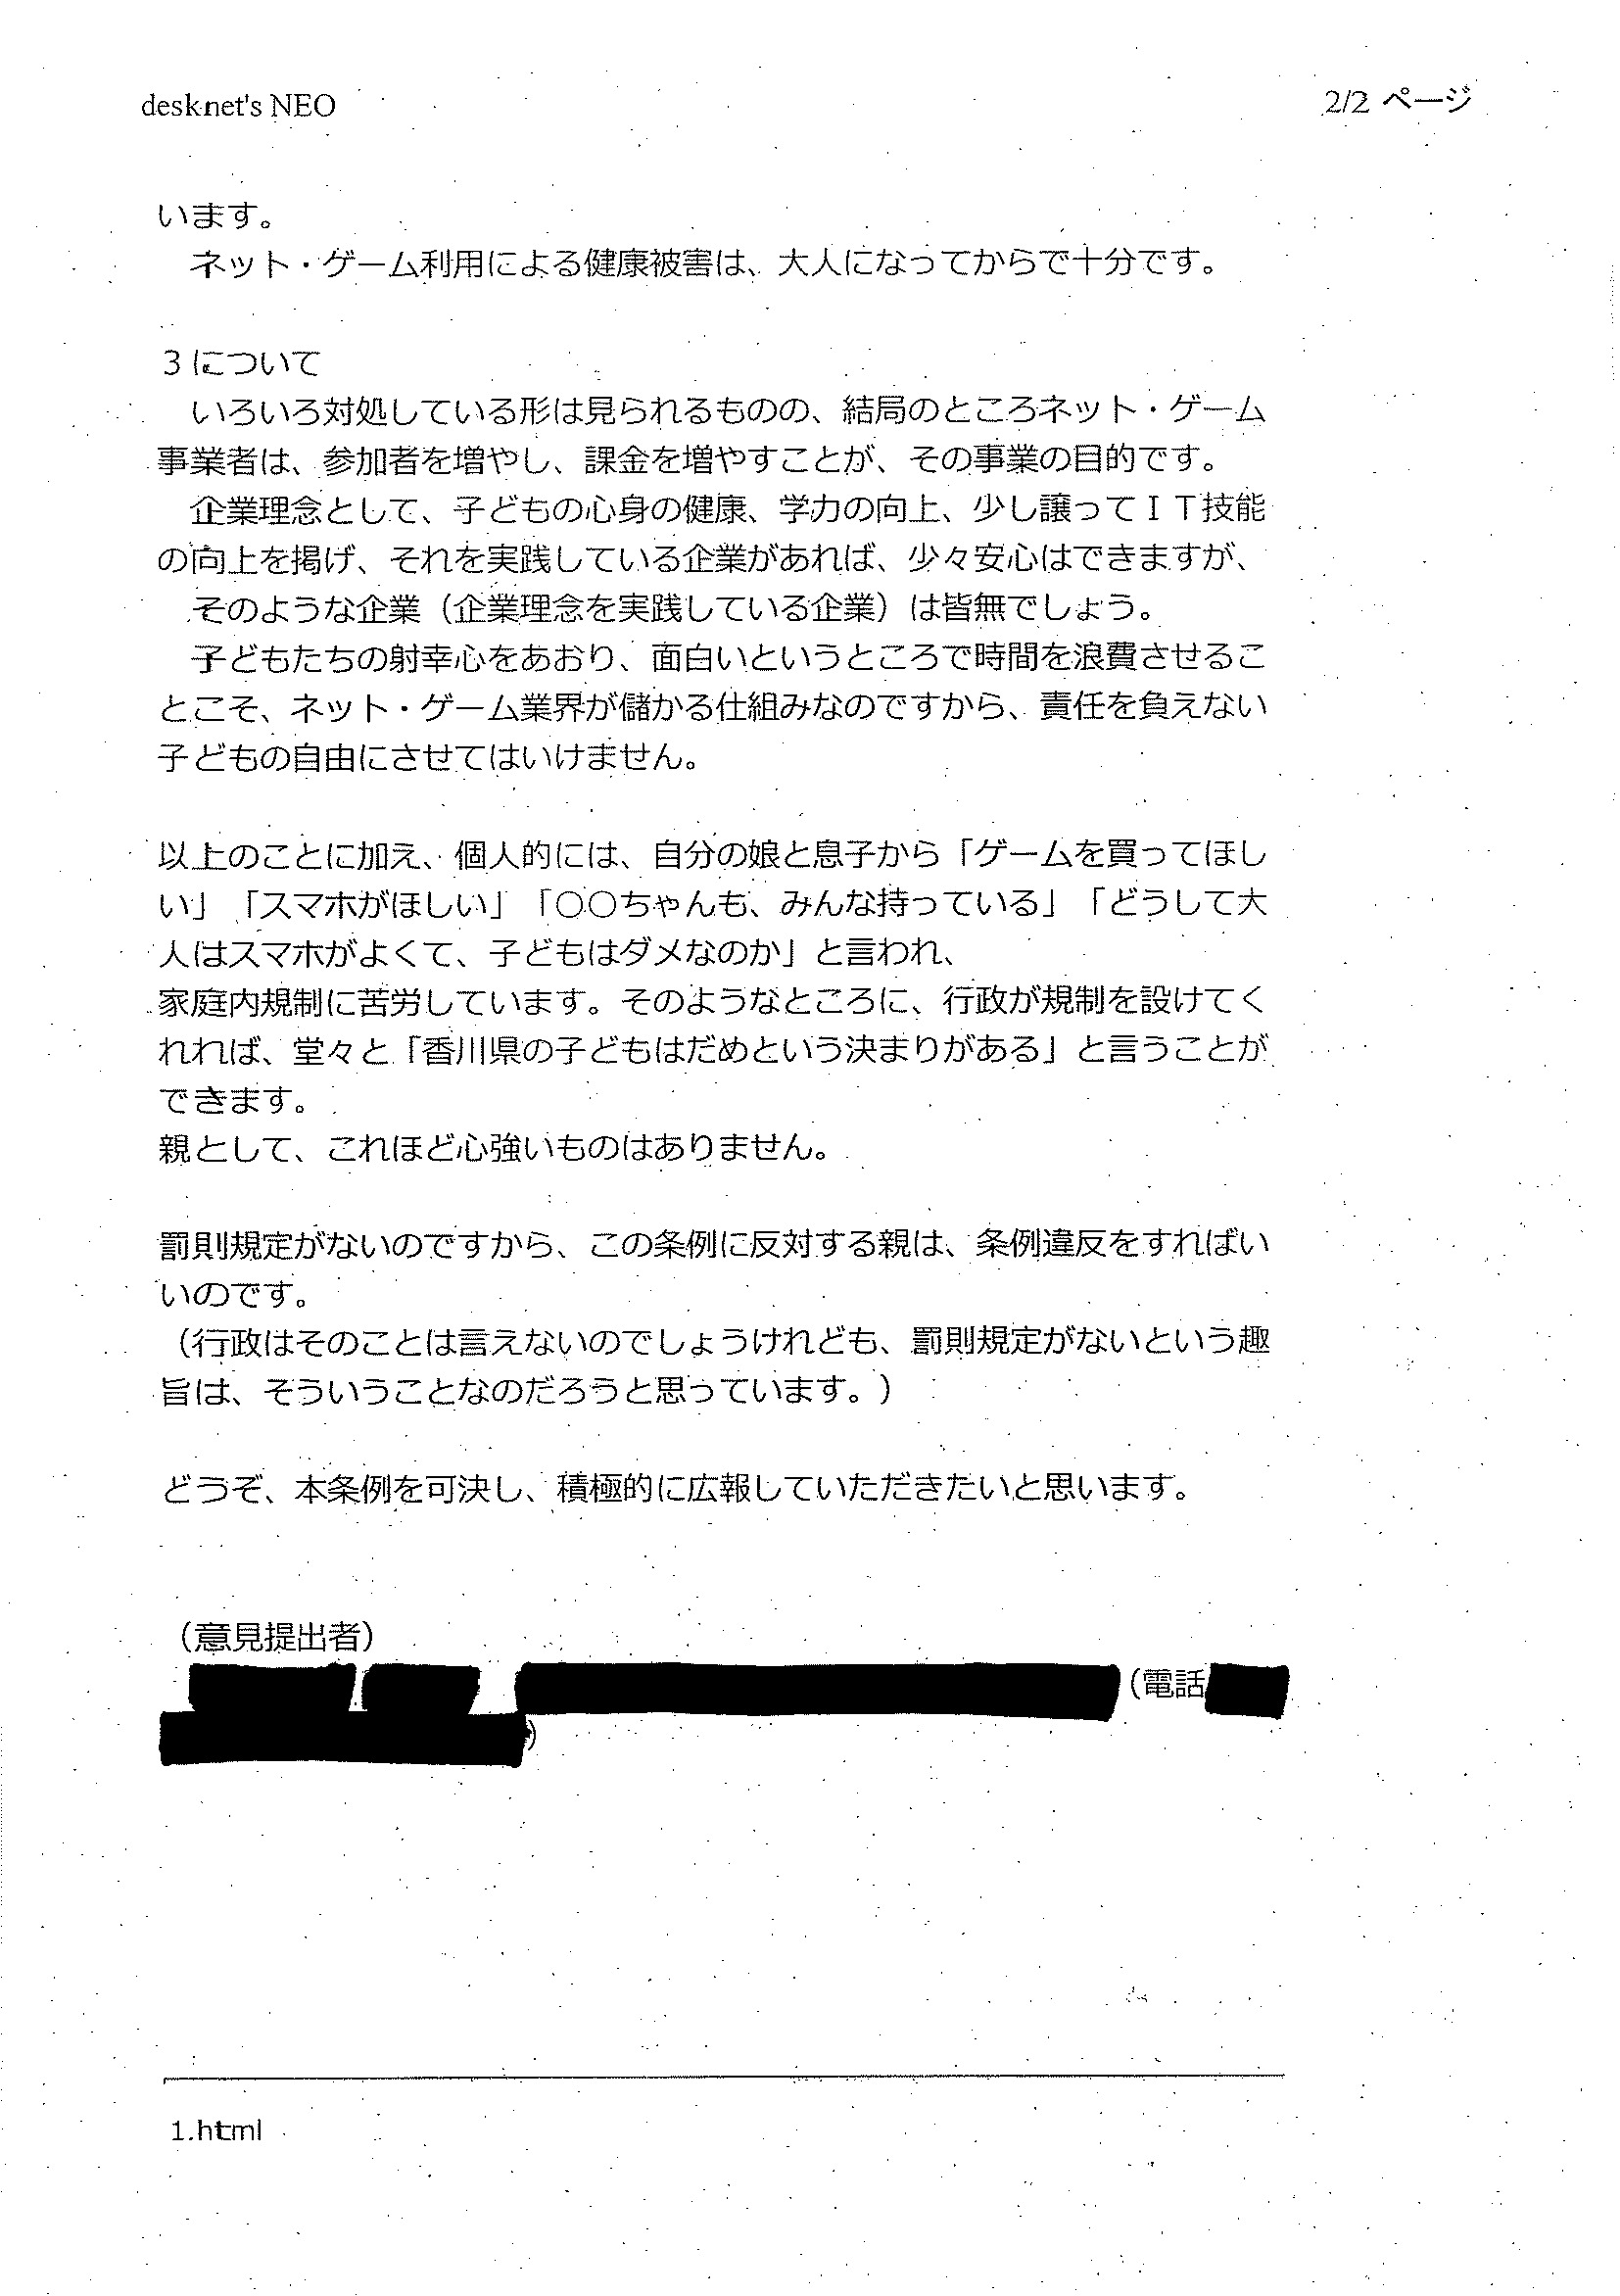 desknet's NEO
2/2 ページ
います。
ネット・ゲーム利用による健康被害は、大人になってからで十分です。
３について
いろいろ対処している形は見られるものの、結局のところネット・ゲーム
事業者は、参加者を増やし、課金を増やすことが、その事業の目的です。
企業理念として、子どもの心身の健康、学力の向上、少し譲ってＩＴ技能
の向上を掲げ、それを実践している企業があれば、少々安心はできますが、
そのような企業（企業理念を実践している企業）は皆無でしょう。
子どもたちの射幸心をあおり、面白いというところで時間を浪費させるこ
とこそ、ネット・ゲーム業界が儲かる仕組みなのですから、責任を負えない
子どもの自由にさせてはいけません。
以上のことに加え、個人的には、自分の娘と息子から「ゲームを買ってほし
い」「スマホがほしい」「〇〇ちゃんも、みんな持っている」「どうして大
人はスマホがよくて、子どもはダメなのか」と言われ、
家庭内規制に苦労しています。そのようなところに、行政が規制を設けてく
れれば、堂々と「香川県の子どもはだめという決まりがある」と言うことが
できます。
親として、これほど心強いものはありません。
罰則規定がないのですから、この条例に反対する親は、条例違反をすればい
いのです。
（行政はそのことは言えないのでしょうけれども、罰則規定がないという趣
旨は、そういうことなのだろうと思っています。）
どうぞ、本条例を可決し、積極的に広報していただきたいと思います。
（意見提出者）
（電話
）
1.html